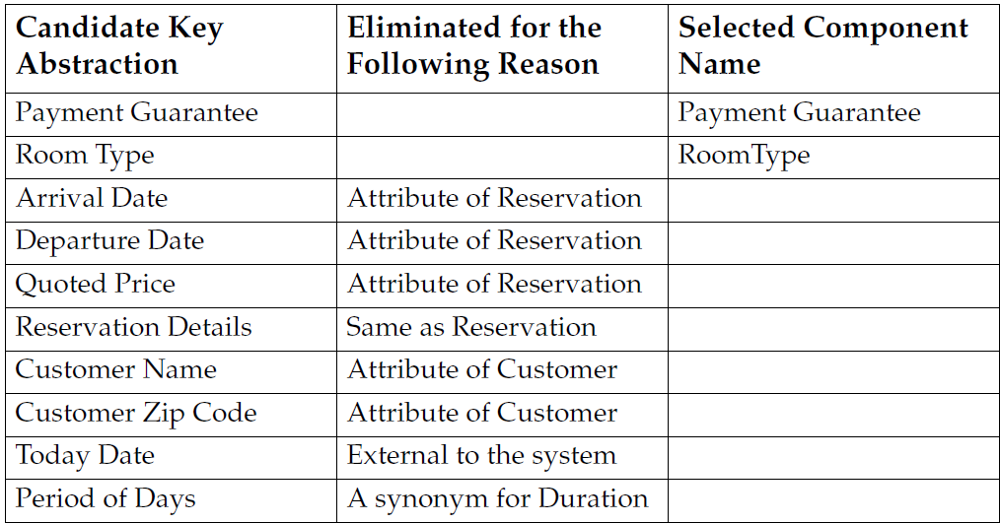 Candidate Key Abstraction Eliminated for the Following Reason Selected Component Name
Payment Guarantee Payment Guarantee
Room Type RoomType
Arrival Date Attribute of Reservation
Departure Date Attribute of Reservation
Quoted Price Attribute of Reservation
Reservation Details Same as Reservation
Customer Name Attribute of Customer
Customer Zip Code Attribute of Customer
Today Date External to the system
Period of Days A synonym for Duration